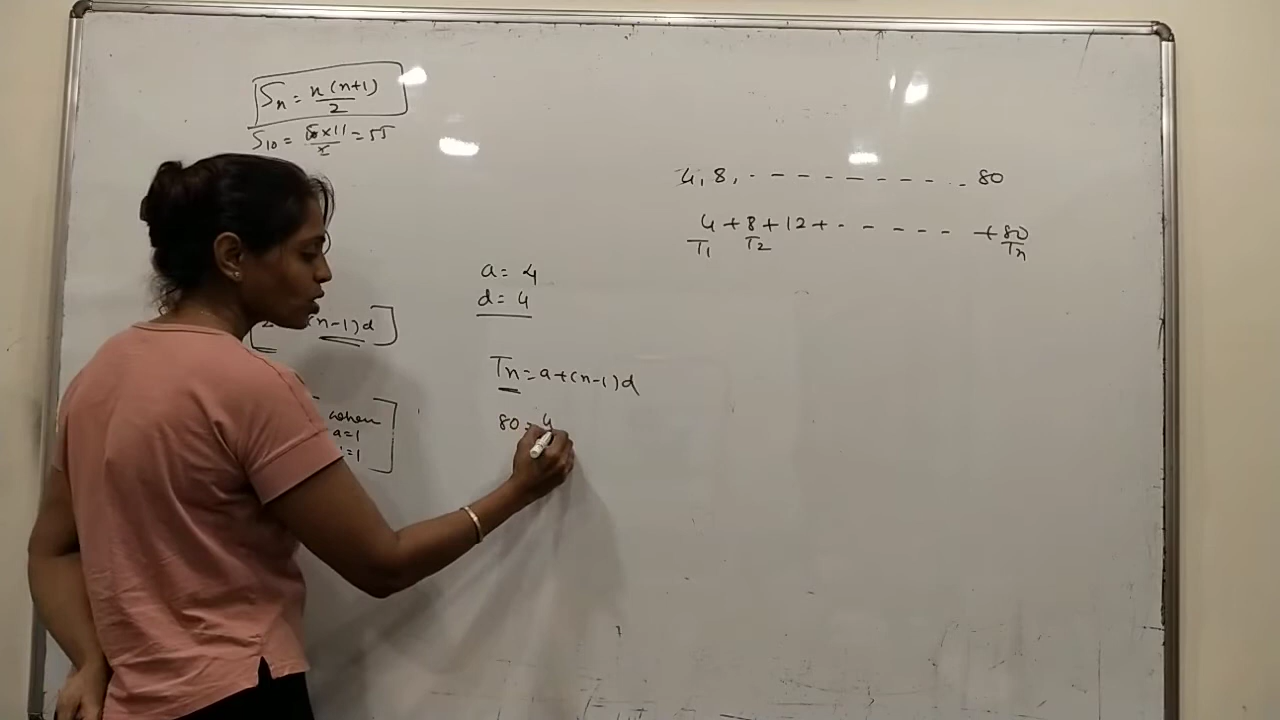 Sn = n(n+1)/2
S10 = 10×11/2 = 55
(n-1)d]
when
a=1
=1
a = 4
d = 4
Tn = a+(n-1)d
80 = 4
4, 8, - - - - - - - - - - 80
4 + 8 + 12 + - - - - - + 80
T1 T2 Tn